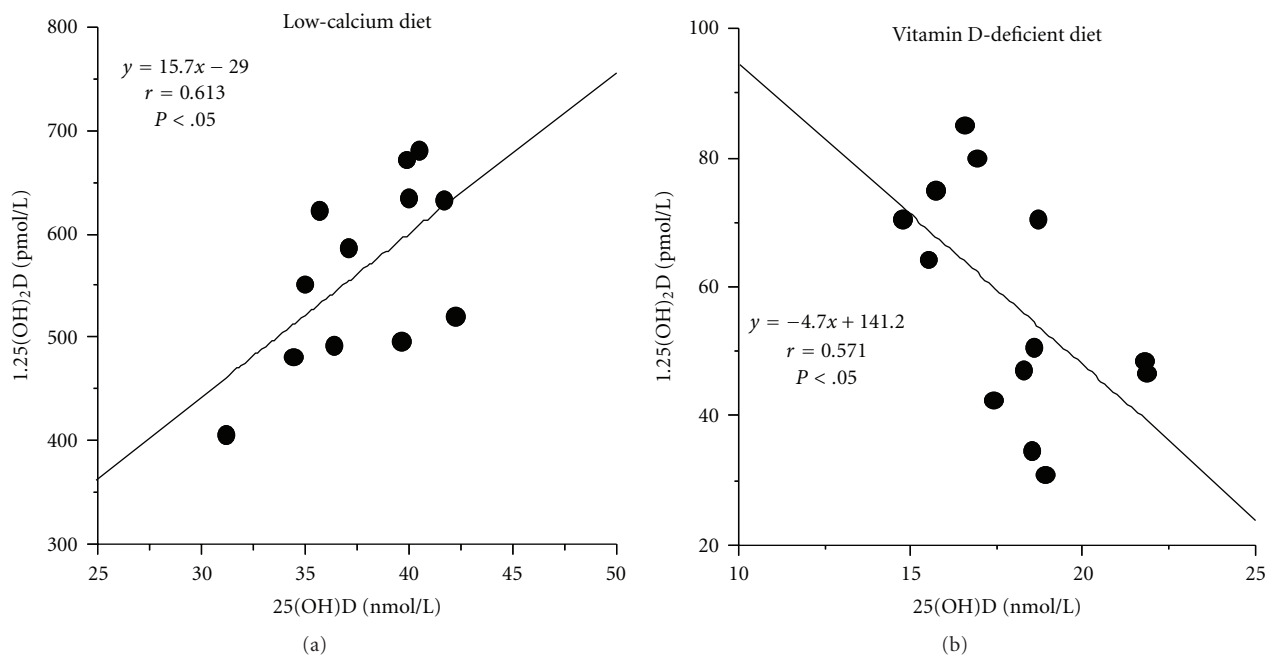 Low-calcium diet
y = 15.7x − 29
r = 0.613
P < .05
1.25(OH)₂D (pmol/L)
800
700
600
500
400
300
25
30
35
40
45
50
25(OH)D (nmol/L)
(a)
Vitamin D-deficient diet
y = −4.7x + 141.2
r = 0.571
P < .05
1.25(OH)₂D (pmol/L)
100
80
60
40
20
10
15
20
25
25(OH)D (nmol/L)
(b)